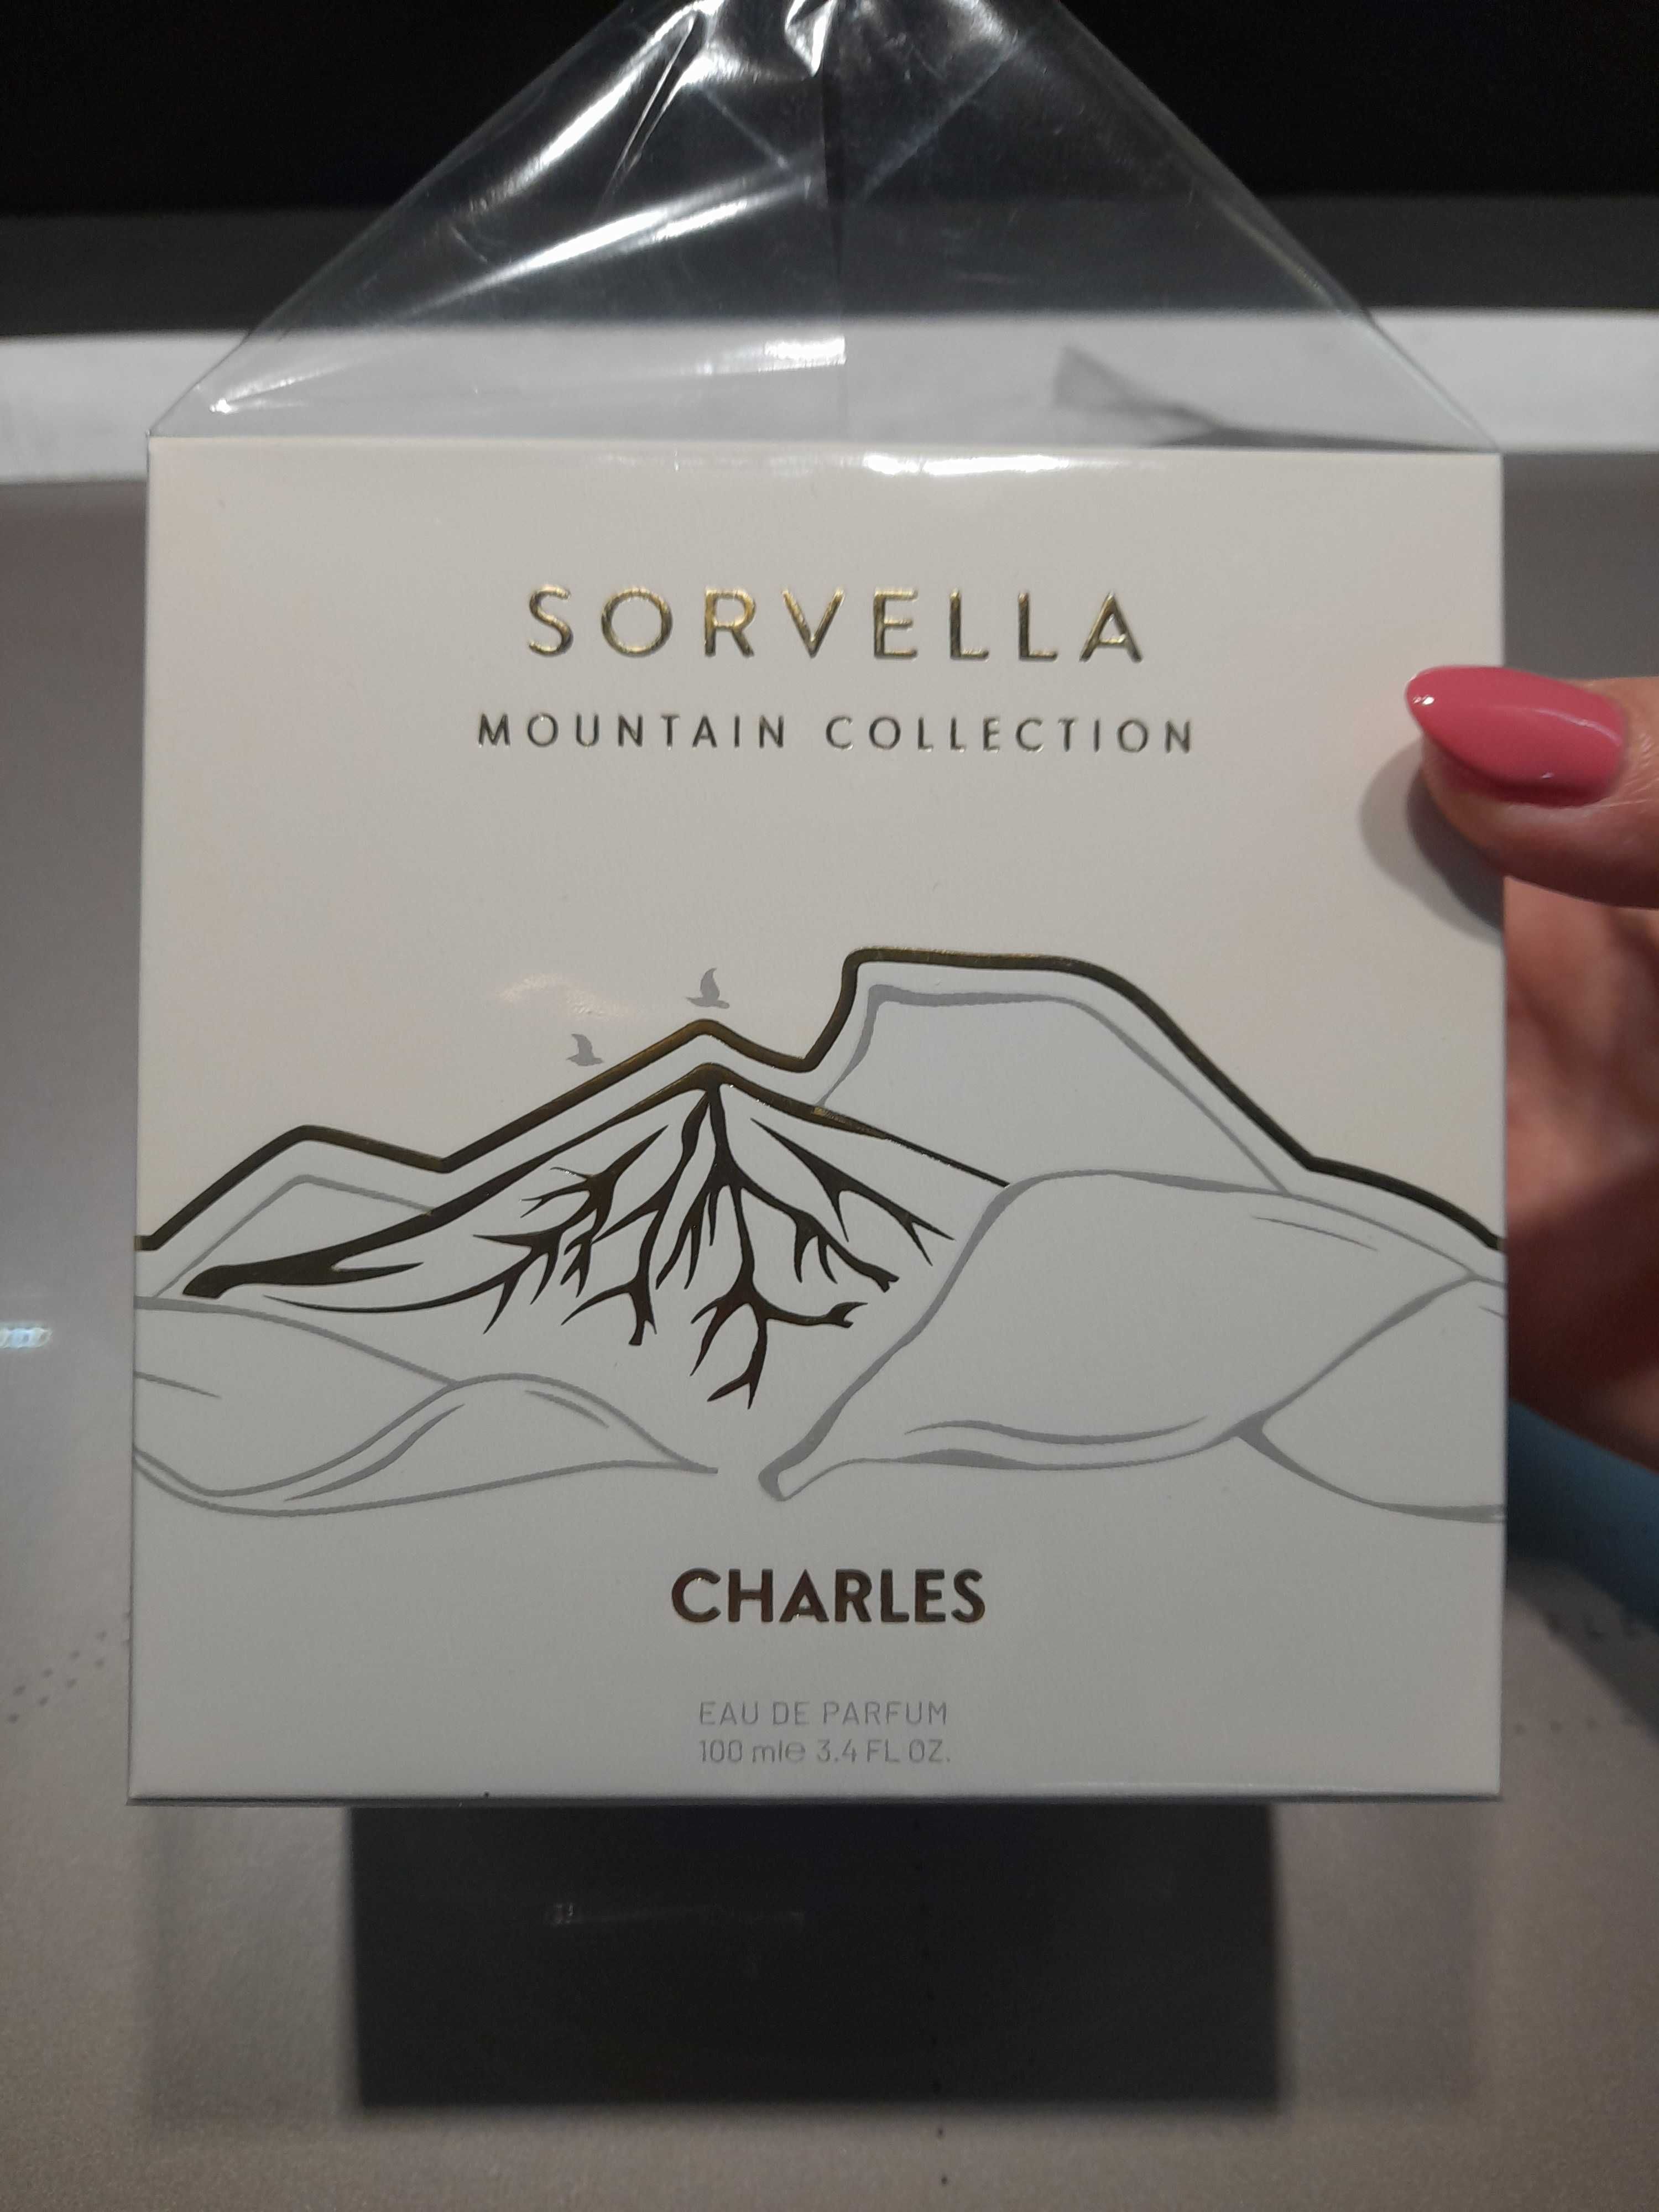 SORVELLA
MOUNTAIN COLLECTION
CHARLES
EAU DE PARFUM
100 ml℮ 3.4 FL OZ.